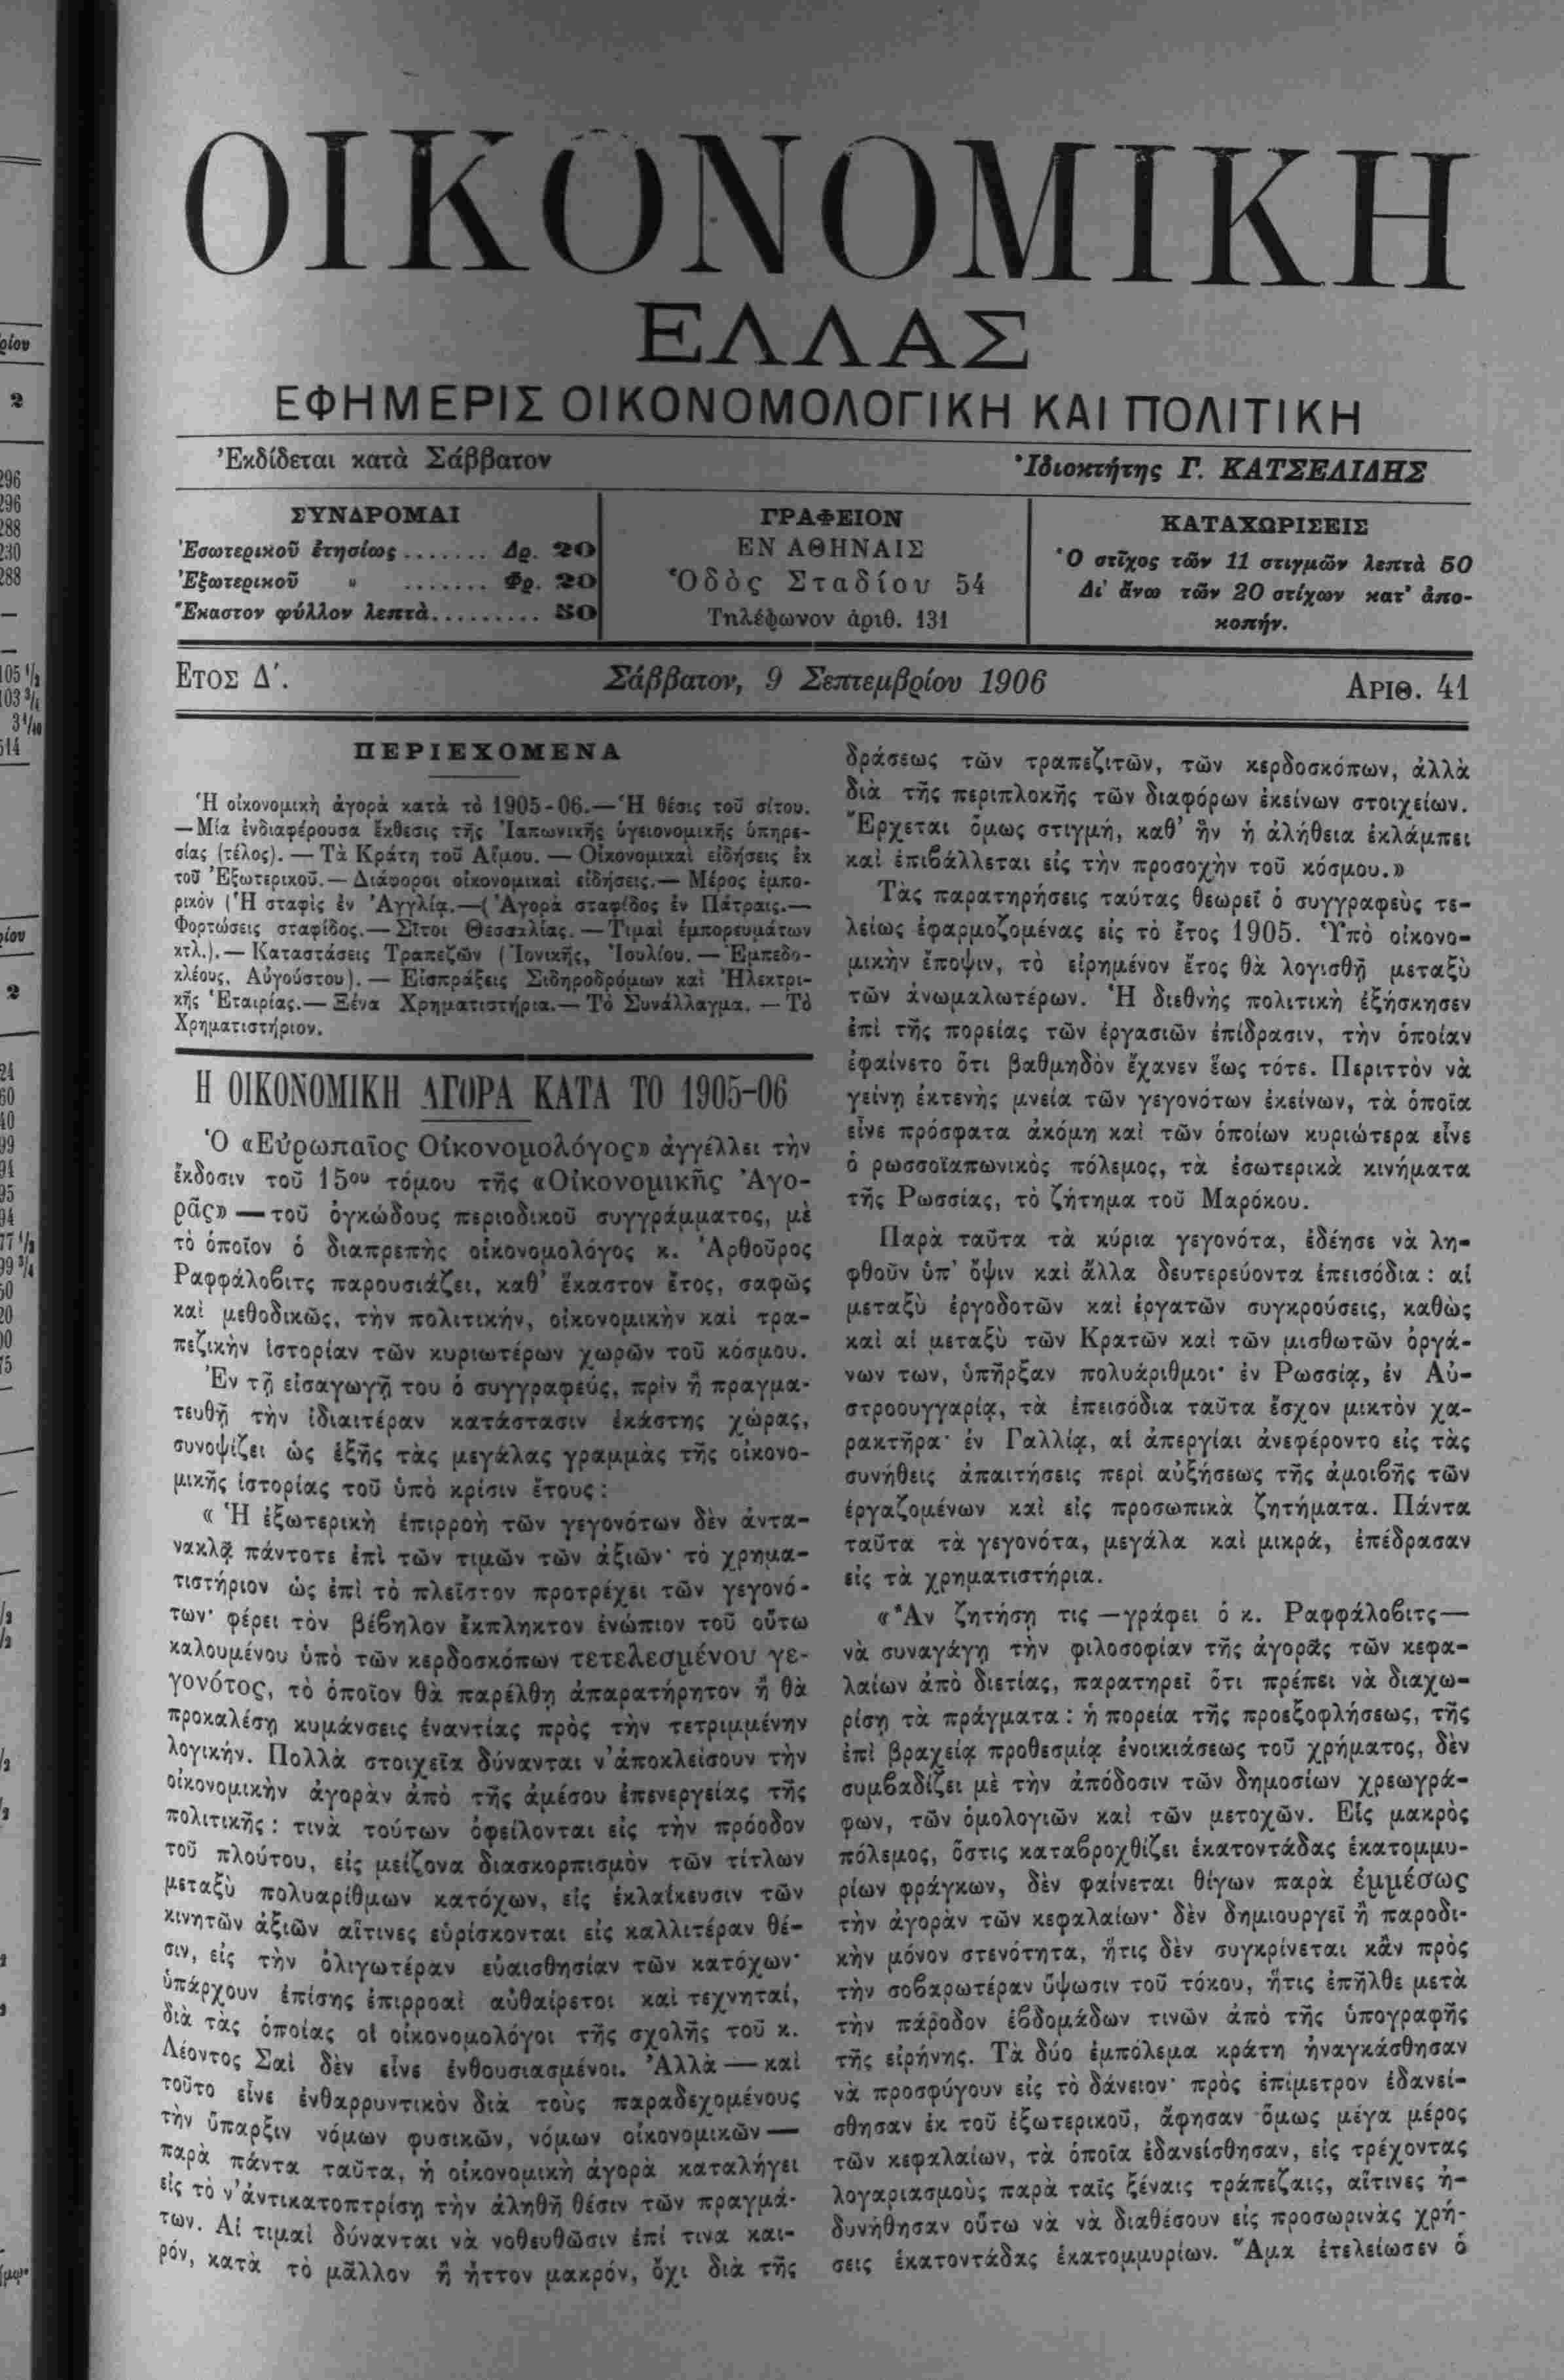 ΟΙΚΟΝΟΜΙΚΗ
ΕΛΛΑΣ
ΕΦΗΜΕΡΙΣ ΟΙΚΟΝΟΜΟΛΟΓΙΚΗ ΚΑΙ ΠΟΛΙΤΙΚΗ
Ἐκδίδεται κατὰ Σάββατον
Ἰδιοκτήτης Γ. ΚΑΤΣΕΛΙΔΗΣ
ΣΥΝΔΡΟΜΑΙ
Ἐσωτερικοῦ ἐτησίως ....... Δρ. 20
Ἐξωτερικοῦ » ....... Φρ. 20
Ἕκαστον φύλλον λεπτὰ.......... 50
ΓΡΑΦΕΙΟΝ
ΕΝ ΑΘΗΝΑΙΣ
Ὁδὸς Σταδίου 54
Τηλέφωνον ἀριθ. 131
ΚΑΤΑΧΩΡΙΣΕΙΣ
Ὁ στῖχος τῶν 11 στιγμῶν λεπτὰ 50
Δι' ἄνω τῶν 20 στίχων κατ' ἀπο-
κοπήν.
ΕΤΟΣ Δ'.
Σάββατον, 9 Σεπτεμβρίου 1906
ΑΡΙΘ. 41
ΠΕΡΙΕΧΟΜΕΝΑ
Ἡ οἰκονομικὴ ἀγορὰ κατὰ τὸ 1905-06.—Ἡ θέσις τοῦ σίτου.
—Μία ἐνδιαφέρουσα ἔκθεσις τῆς Ἰαπωνικῆς ὑγειονομικῆς ὑπηρε-
σίας (τέλος). — Τὰ Κράτη τοῦ Αἵμου. — Οἰκονομικαὶ εἰδήσεις ἐκ
τοῦ Ἐξωτερικοῦ.— Διάφοροι οἰκονομικαὶ εἰδήσεις.— Μέρος ἐμπο-
ρικὸν (Ἡ σταφὶς ἐν Ἀγγλίᾳ.—(Ἀγορὰ σταφίδος ἐν Πάτραις.—
Φορτώσεις σταφίδος.— Σῖτοι Θεσσαλίας.—Τιμαὶ ἐμπορευμάτων
κτλ.).— Καταστάσεις Τραπεζῶν (Ἰονικῆς, Ἰουλίου.— Ἐμπεδο-
κλέους, Αὐγούστου).— Εἰσπράξεις Σιδηροδρόμων καὶ Ἠλεκτρι-
κῆς Ἑταιρίας.— Ξένα Χρηματιστήρια.— Τὸ Συνάλλαγμα. — Τὸ
Χρηματιστήριον.
Η ΟΙΚΟΝΟΜΙΚΗ ΑΓΟΡΑ ΚΑΤΑ ΤΟ 1905-06
Ὁ «Εὐρωπαῖος Οἰκονομολόγος» ἀγγέλλει τὴν
ἔκδοσιν τοῦ 15ου τόμου τῆς «Οἰκονομικῆς Ἀγο-
ρᾶς» — τοῦ ὀγκώδους περιοδικοῦ συγγράμματος, μὲ
τὸ ὁποῖον ὁ διαπρεπὴς οἰκονομολόγος κ. Ἀρθοῦρος
Ραφφάλοβιτς παρουσιάζει, καθ' ἕκαστον ἔτος, σαφῶς
καὶ μεθοδικῶς, τὴν πολιτικήν, οἰκονομικὴν καὶ τρα-
πεζικὴν ἱστορίαν τῶν κυριωτέρων χωρῶν τοῦ κόσμου.
Ἐν τῇ εἰσαγωγῇ του ὁ συγγραφεύς, πρὶν ἢ πραγμα-
τευθῇ τὴν ἰδιαιτέραν κατάστασιν ἑκάστης χώρας,
συνοψίζει ὡς ἑξῆς τὰς μεγάλας γραμμὰς τῆς οἰκονο-
μικῆς ἱστορίας τοῦ ὑπὸ κρίσιν ἔτους :
« Ἡ ἐξωτερικὴ ἐπιρροὴ τῶν γεγονότων δὲν ἀντα-
νακλᾷ πάντοτε ἐπὶ τῶν τιμῶν τῶν ἀξιῶν· τὸ χρημα-
τιστήριον ὡς ἐπὶ τὸ πλεῖστον προτρέχει τῶν γεγονό-
των· φέρει τὸν βέβηλον ἔκπληκτον ἐνώπιον τοῦ οὕτω
καλουμένου ὑπὸ τῶν κερδοσκόπων τετελεσμένου γε-
γονότος, τὸ ὁποῖον θὰ παρέλθῃ ἀπαρατήρητον ἢ θὰ
προκαλέσῃ κυμάνσεις ἐναντίας πρὸς τὴν τετριμμένην
λογικήν. Πολλὰ στοιχεῖα δύνανται ν'ἀποκλείσουν τὴν
οἰκονομικὴν ἀγορὰν ἀπὸ τῆς ἀμέσου ἐπενεργείας τῆς
πολιτικῆς : τινὰ τούτων ὀφείλονται εἰς τὴν πρόοδον
τοῦ πλούτου, εἰς μείζονα διασκορπισμὸν τῶν τίτλων
μεταξὺ πολυαρίθμων κατόχων, εἰς ἐκλαίκευσιν τῶν
κινητῶν ἀξιῶν αἵτινες εὑρίσκονται εἰς καλλιτέραν θέ-
σιν, εἰς τὴν ὀλιγωτέραν εὐαισθησίαν τῶν κατόχων·
ὑπάρχουν ἐπίσης ἐπιρροαὶ αὐθαίρετοι καὶ τεχνηταί,
διὰ τὰς ὁποίας οἱ οἰκονομολόγοι τῆς σχολῆς τοῦ κ.
Λέοντος Σαὶ δὲν εἶνε ἐνθουσιασμένοι. Ἀλλὰ — καὶ
τοῦτο εἶνε ἐνθαρρυντικὸν διὰ τοὺς παραδεχομένους
τὴν ὕπαρξιν νόμων φυσικῶν, νόμων οἰκονομικῶν —
παρὰ πάντα ταῦτα, ἡ οἰκονομικὴ ἀγορὰ καταλήγει
εἰς τὸ ν'ἀντικατοπτρίσῃ τὴν ἀληθῆ θέσιν τῶν πραγμά-
των. Αἱ τιμαὶ δύνανται νὰ νοθευθῶσιν ἐπί τινα και-
ρόν, κατὰ τὸ μᾶλλον ἢ ἧττον μακρόν, ὄχι διὰ τῆς
δράσεως τῶν τραπεζιτῶν, τῶν κερδοσκόπων, ἀλλὰ
διὰ τῆς περιπλοκῆς τῶν διαφόρων ἐκείνων στοιχείων.
Ἔρχεται ὅμως στιγμή, καθ' ἣν ἡ ἀλήθεια ἐκλάμπει
καὶ ἐπιβάλλεται εἰς τὴν προσοχὴν τοῦ κόσμου.»
Τὰς παρατηρήσεις ταύτας θεωρεῖ ὁ συγγραφεὺς τε-
λείως ἐφαρμοζομένας εἰς τὸ ἔτος 1905. Ὑπὸ οἰκονο-
μικὴν ἔποψιν, τὸ εἰρημένον ἔτος θὰ λογισθῇ μεταξὺ
τῶν ἀνωμαλωτέρων. Ἡ διεθνὴς πολιτικὴ ἐξήσκησεν
ἐπὶ τῆς πορείας τῶν ἐργασιῶν ἐπίδρασιν, τὴν ὁποίαν
ἐφαίνετο ὅτι βαθμηδὸν ἔχανεν ἕως τότε. Περιττὸν νὰ
γείνῃ ἐκτενὴς μνεία τῶν γεγονότων ἐκείνων, τὰ ὁποῖα
εἶνε πρόσφατα ἀκόμη καὶ τῶν ὁποίων κυριώτερα εἶνε
ὁ ρωσσοϊαπωνικὸς πόλεμος, τὰ ἐσωτερικὰ κινήματα
τῆς Ρωσσίας, τὸ ζήτημα τοῦ Μαρόκου.
Παρὰ ταῦτα τὰ κύρια γεγονότα, ἐδέησε νὰ λη-
φθοῦν ὑπ' ὄψιν καὶ ἄλλα δευτερεύοντα ἐπεισόδια : αἱ
μεταξὺ ἐργοδοτῶν καὶ ἐργατῶν συγκρούσεις, καθὼς
καὶ αἱ μεταξὺ τῶν Κρατῶν καὶ τῶν μισθωτῶν ὀργά-
νων των, ὑπῆρξαν πολυάριθμοι· ἐν Ρωσσίᾳ, ἐν Αὐ-
στροουγγαρίᾳ, τὰ ἐπεισόδια ταῦτα ἔσχον μικτὸν χα-
ρακτῆρα· ἐν Γαλλίᾳ, αἱ ἀπεργίαι ἀνεφέροντο εἰς τὰς
συνήθεις ἀπαιτήσεις περὶ αὐξήσεως τῆς ἀμοιβῆς τῶν
ἐργαζομένων καὶ εἰς προσωπικὰ ζητήματα. Πάντα
ταῦτα τὰ γεγονότα, μεγάλα καὶ μικρά, ἐπέδρασαν
εἰς τὰ χρηματιστήρια.
«Ἂν ζητήσῃ τις —γράφει ὁ κ. Ραφφάλοβιτς—
νὰ συναγάγῃ τὴν φιλοσοφίαν τῆς ἀγορᾶς τῶν κεφα-
λαίων ἀπὸ διετίας, παρατηρεῖ ὅτι πρέπει νὰ διαχω-
ρίσῃ τὰ πράγματα : ἡ πορεία τῆς προεξοφλήσεως, τῆς
ἐπὶ βραχείᾳ προθεσμίᾳ ἐνοικιάσεως τοῦ χρήματος, δὲν
συμβαδίζει μὲ τὴν ἀπόδοσιν τῶν δημοσίων χρεωγρά-
φων, τῶν ὁμολογιῶν καὶ τῶν μετοχῶν. Εἷς μακρὸς
πόλεμος, ὅστις καταβροχθίζει ἑκατοντάδας ἑκατομμυ-
ρίων φράγκων, δὲν φαίνεται θίγων παρὰ ἐμμέσως
τὴν ἀγορὰν τῶν κεφαλαίων· δὲν δημιουργεῖ ἢ παροδι-
κὴν μόνον στενότητα, ἥτις δὲν συγκρίνεται κἂν πρὸς
τὴν σοβαρωτέραν ὕψωσιν τοῦ τόκου, ἥτις ἐπῆλθε μετὰ
τὴν πάροδον ἑβδομάδων τινῶν ἀπὸ τῆς ὑπογραφῆς
τῆς εἰρήνης. Τὰ δύο ἐμπόλεμα κράτη ἠναγκάσθησαν
νὰ προσφύγουν εἰς τὸ δάνειον· πρὸς ἐπίμετρον ἐδανεί-
σθησαν ἐκ τοῦ ἐξωτερικοῦ, ἄφησαν ὅμως μέγα μέρος
τῶν κεφαλαίων, τὰ ὁποῖα ἐδανείσθησαν, εἰς τρέχοντας
λογαριασμοὺς παρὰ ταῖς ξέναις τράπεζαις, αἵτινες ἠ-
δυνήθησαν οὕτω νὰ νὰ διαθέσουν εἰς προσωρινὰς χρή-
σεις ἑκατοντάδας ἑκατομμυρίων. Ἅμα ἐτελείωσεν ὁ